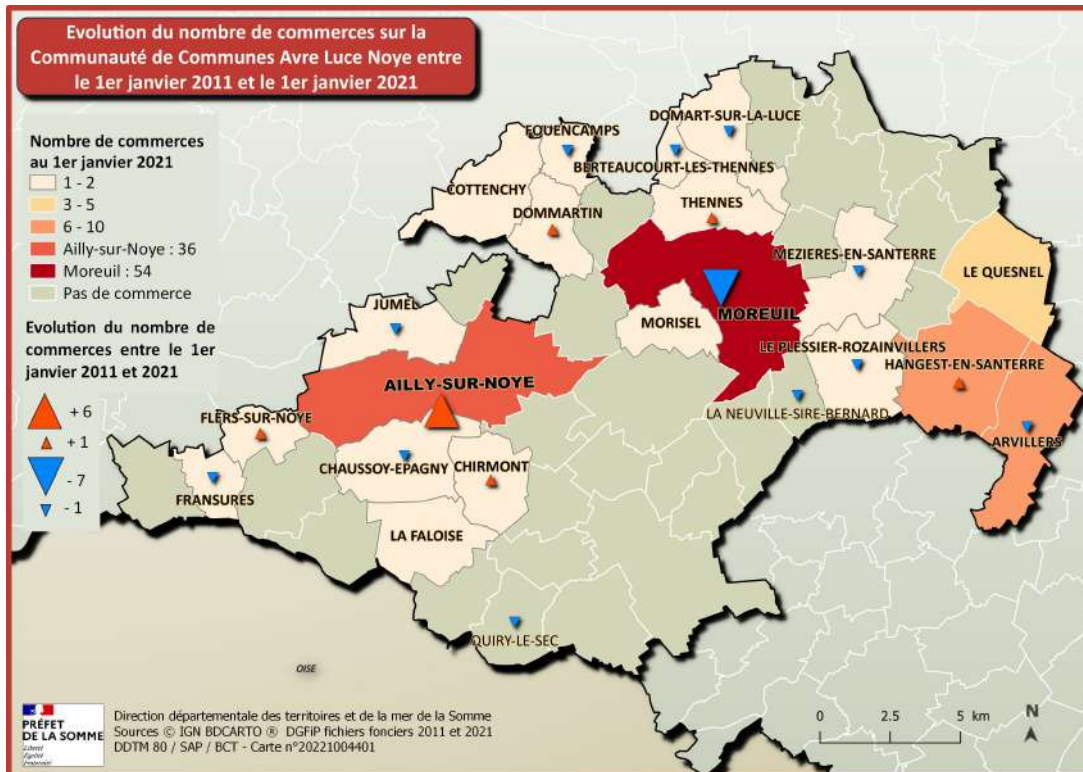 Evolution du nombre de commerces sur la
Communauté de Communes Avre Luce Noye entre
le 1er janvier 2011 et le 1er janvier 2021
Nombre de commerces
au 1er janvier 2021
1 - 2
3 - 5
6 - 10
Ailly-sur-Noye : 36
Moreuil : 54
Pas de commerce
Evolution du nombre de
commerces entre le 1er
janvier 2011 et 2021
+ 6
+ 1
- 7
- 1
DOMART-SUR-LA-LUCE
FOUENCAMPS
BERTEAUCOURT-LES-THENNES
COTTENCHY
THENNES
DOMMARTIN
MEZIERES-EN-SANTERRE
LE QUESNEL
JUMEL
MOREUIL
MORISEL
LE PLESSIER-ROZAINVILLERS
HANGEST-EN-SANTERRE
AILLY-SUR-NOYE
LA NEUVILLE-SIRE-BERNARD
FLERS-SUR-NOYE
ARVILLERS
CHAUSSOY-EPAGNY
CHIRMONT
FRANSURES
LA FALOISE
QUIRY-LE-SEC
OISE
PRÉFET
DE LA SOMME
Liberté
Égalité
Fraternité
Direction départementale des territoires et de la mer de la Somme
Sources © IGN BDCARTO ® DGFiP fichiers fonciers 2011 et 2021
DDTM 80 / SAP / BCT - Carte n°20221004401
0 2.5 5 km
N